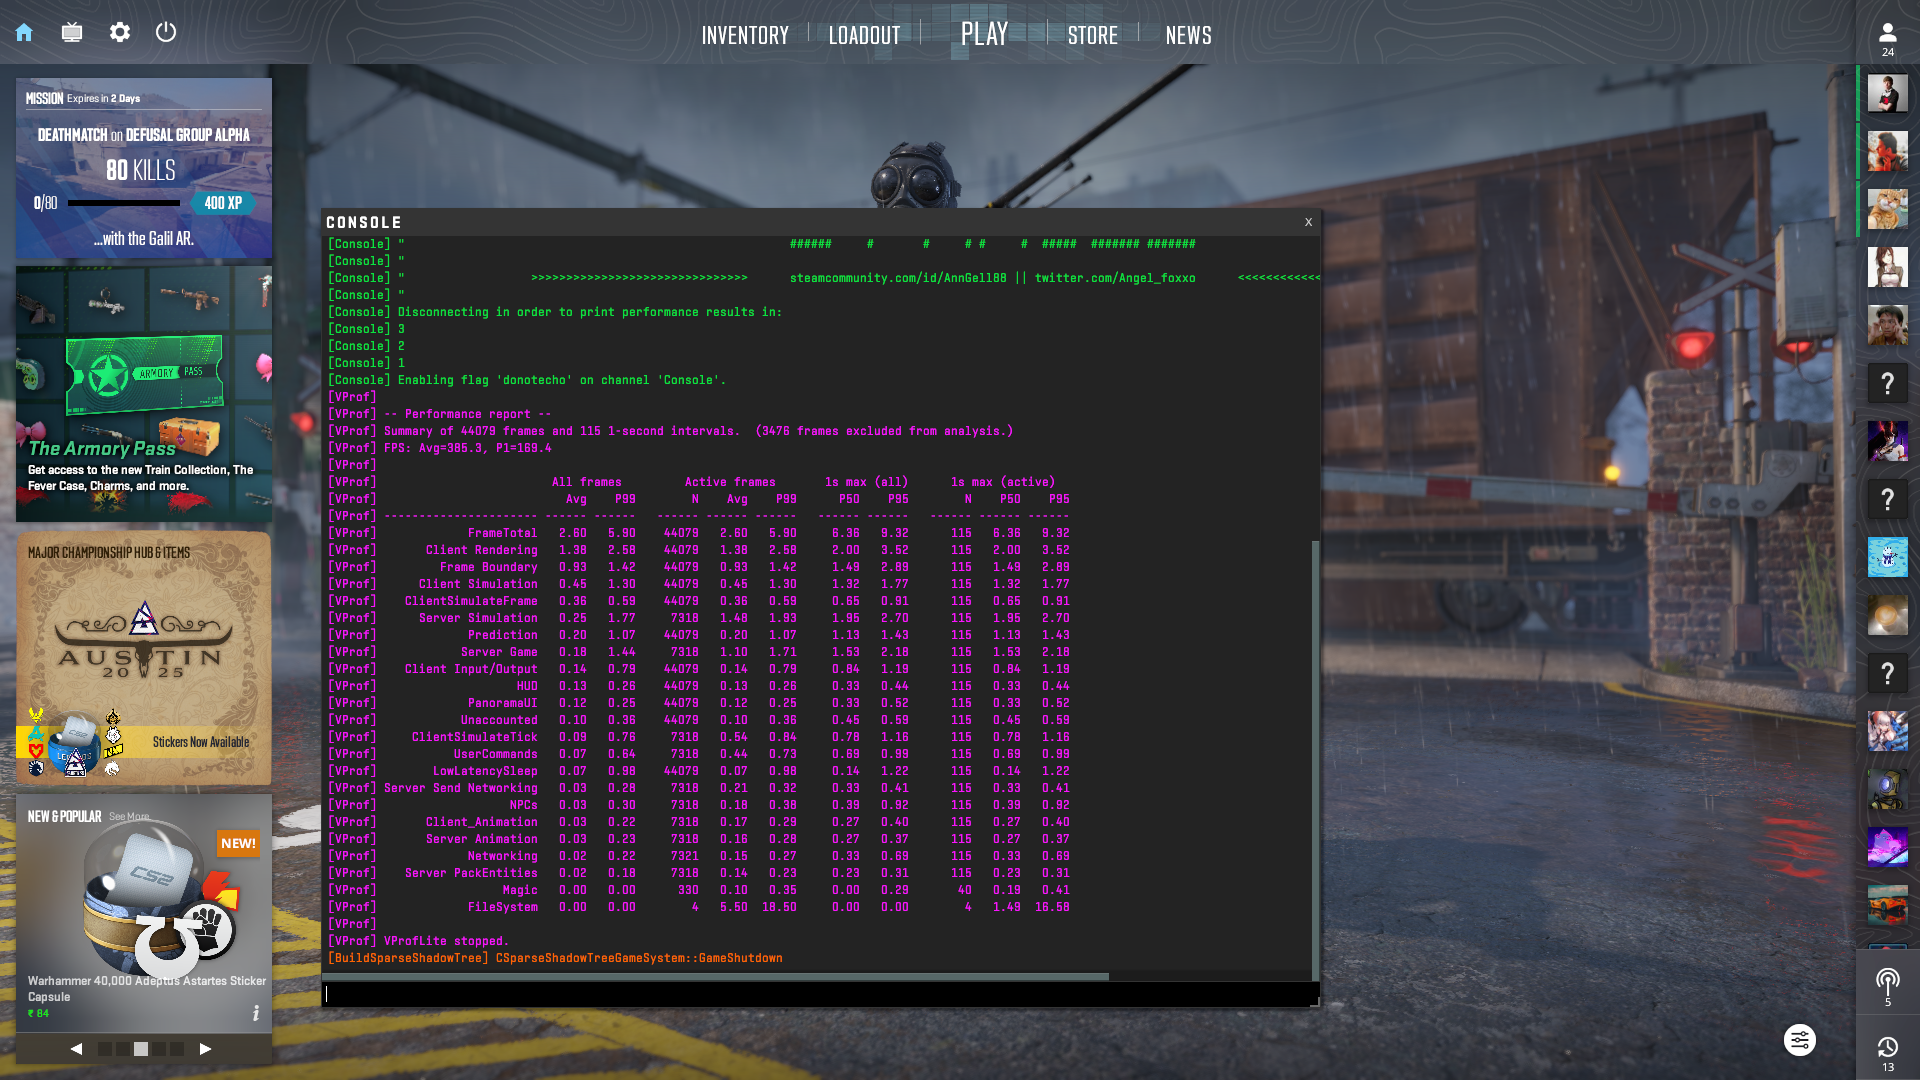 INVENTORY
LOADOUT
PLAY
STORE
NEWS
24
MISSION Expires in 2 Days
DEATHMATCH on DEFUSAL GROUP ALPHA
80 KILLS
0/80
400 XP
...with the Galil AR.
ARMORY PASS
The Armory Pass
Get access to the new Train Collection, The
Fever Case, Charms, and more.
MAJOR CHAMPIONSHIP HUB & ITEMS
AUSTIN
2025
Stickers Now Available
NEW & POPULAR See More
NEW!
CS2
Warhammer 40,000 Adeptus Astartes Sticker
Capsule
₹ 84
CONSOLE
X
[Console] " ###### # # # # # ##### ####### #######
[Console] "
[Console] " >>>>>>>>>>>>>>>>>>>>>>>>>>>>>>> steamcommunity.com/id/AnnGell88 || twitter.com/Angel_foxxo <<<<<<<<<<<<
[Console] "
[Console] Disconnecting in order to print performance results in:
[Console] 3
[Console] 2
[Console] 1
[Console] Enabling flag 'donotecho' on channel 'Console'.
[VProf]
[VProf] -- Performance report --
[VProf] Summary of 44079 frames and 115 1-second intervals. (3476 frames excluded from analysis.)
[VProf] FPS: Avg=385.3, P1=169.4
[VProf]
[VProf] All frames Active frames 1s max (all) 1s max (active)
[VProf] Avg P99 N Avg P99 P50 P95 N P50 P95
[VProf] ---------------------- ------ ------ ------ ------ ------ ------ ------ ------ ------ ------
[VProf] FrameTotal 2.60 5.90 44079 2.60 5.90 6.36 9.32 115 6.36 9.32
[VProf] Client Rendering 1.38 2.58 44079 1.38 2.58 2.00 3.52 115 2.00 3.52
[VProf] Frame Boundary 0.93 1.42 44079 0.93 1.42 1.49 2.89 115 1.49 2.89
[VProf] Client Simulation 0.45 1.30 44079 0.45 1.30 1.32 1.77 115 1.32 1.77
[VProf] ClientSimulateFrame 0.36 0.59 44079 0.36 0.59 0.65 0.91 115 0.65 0.91
[VProf] Server Simulation 0.25 1.77 7318 1.48 1.93 1.95 2.70 115 1.95 2.70
[VProf] Prediction 0.20 1.07 44079 0.20 1.07 1.13 1.43 115 1.13 1.43
[VProf] Server Game 0.18 1.44 7318 1.10 1.71 1.53 2.18 115 1.53 2.18
[VProf] Client Input/Output 0.14 0.79 44079 0.14 0.79 0.84 1.19 115 0.84 1.19
[VProf] HUD 0.13 0.26 44079 0.13 0.26 0.33 0.44 115 0.33 0.44
[VProf] PanoramaUI 0.12 0.25 44079 0.12 0.25 0.33 0.52 115 0.33 0.52
[VProf] Unaccounted 0.10 0.36 44079 0.10 0.36 0.45 0.59 115 0.45 0.59
[VProf] ClientSimulateTick 0.09 0.76 7318 0.54 0.84 0.78 1.16 115 0.78 1.16
[VProf] UserCommands 0.07 0.64 7318 0.44 0.73 0.69 0.99 115 0.69 0.99
[VProf] LowLatencySleep 0.07 0.98 44079 0.07 0.98 0.14 1.22 115 0.14 1.22
[VProf] Server Send Networking 0.03 0.28 7318 0.21 0.32 0.33 0.41 115 0.33 0.41
[VProf] NPCs 0.03 0.30 7318 0.18 0.38 0.39 0.92 115 0.39 0.92
[VProf] Client_Animation 0.03 0.22 7318 0.17 0.29 0.27 0.40 115 0.27 0.40
[VProf] Server Animation 0.03 0.23 7318 0.16 0.28 0.27 0.37 115 0.27 0.37
[VProf] Networking 0.02 0.22 7321 0.15 0.27 0.33 0.69 115 0.33 0.69
[VProf] Server PackEntities 0.02 0.18 7318 0.14 0.23 0.23 0.31 115 0.23 0.31
[VProf] Magic 0.00 0.00 330 0.10 0.35 0.00 0.29 40 0.19 0.41
[VProf] FileSystem 0.00 0.00 4 5.50 18.50 0.00 0.00 4 1.49 16.58
[VProf]
[VProf] VProfLite stopped.
[BuildSparseShadowTree] CSparseShadowTreeGameSystem::GameShutdown
?
?
?
5
13